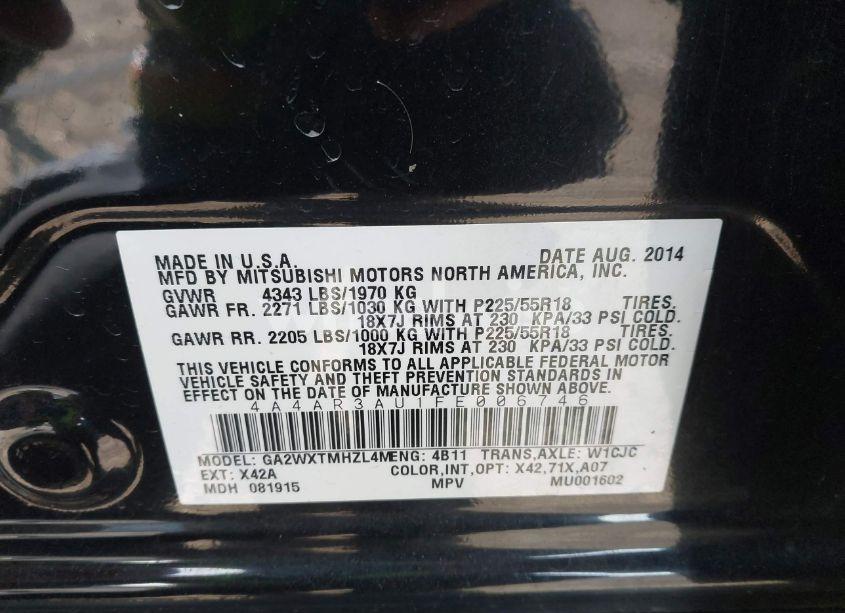 MADE IN U.S.A. DATE AUG. 2014
MFD BY MITSUBISHI MOTORS NORTH AMERICA, INC.
GVWR 4343 LBS/1970 KG
GAWR FR. 2271 LBS/1030 KG WITH P225/55R18 TIRES.
18X7J RIMS AT 230 KPA/33 PSI COLD.
GAWR RR. 2205 LBS/1000 KG WITH P225/55R18 TIRES.
18X7J RIMS AT 230 KPA/33 PSI COLD.
THIS VEHICLE CONFORMS TO ALL APPLICABLE FEDERAL MOTOR
VEHICLE SAFETY AND THEFT PREVENTION STANDARDS IN
EFFECT ON THE DATE OF MANUFACTURE SHOWN ABOVE.
4A4AR3AU1FE006746
MODEL: GA2WXTMHZL4MENG: 4B11 TRANS,AXLE: W1CJC
EXT: X42A COLOR,INT,OPT: X42,71X,A07
MDH 081915 MPV MU001602